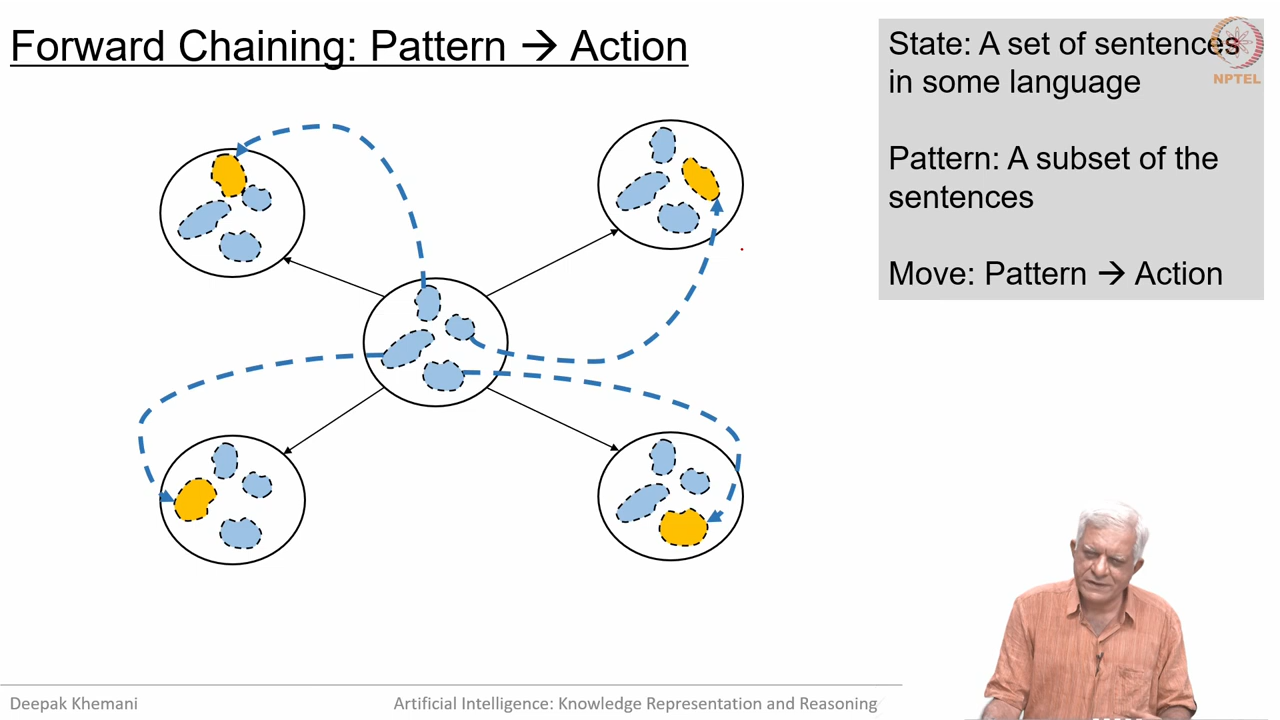 Forward Chaining: Pattern → Action
State: A set of sentences
in some language
Pattern: A subset of the
sentences
Move: Pattern → Action
NPTEL
Deepak Khemani
Artificial Intelligence: Knowledge Representation and Reasoning